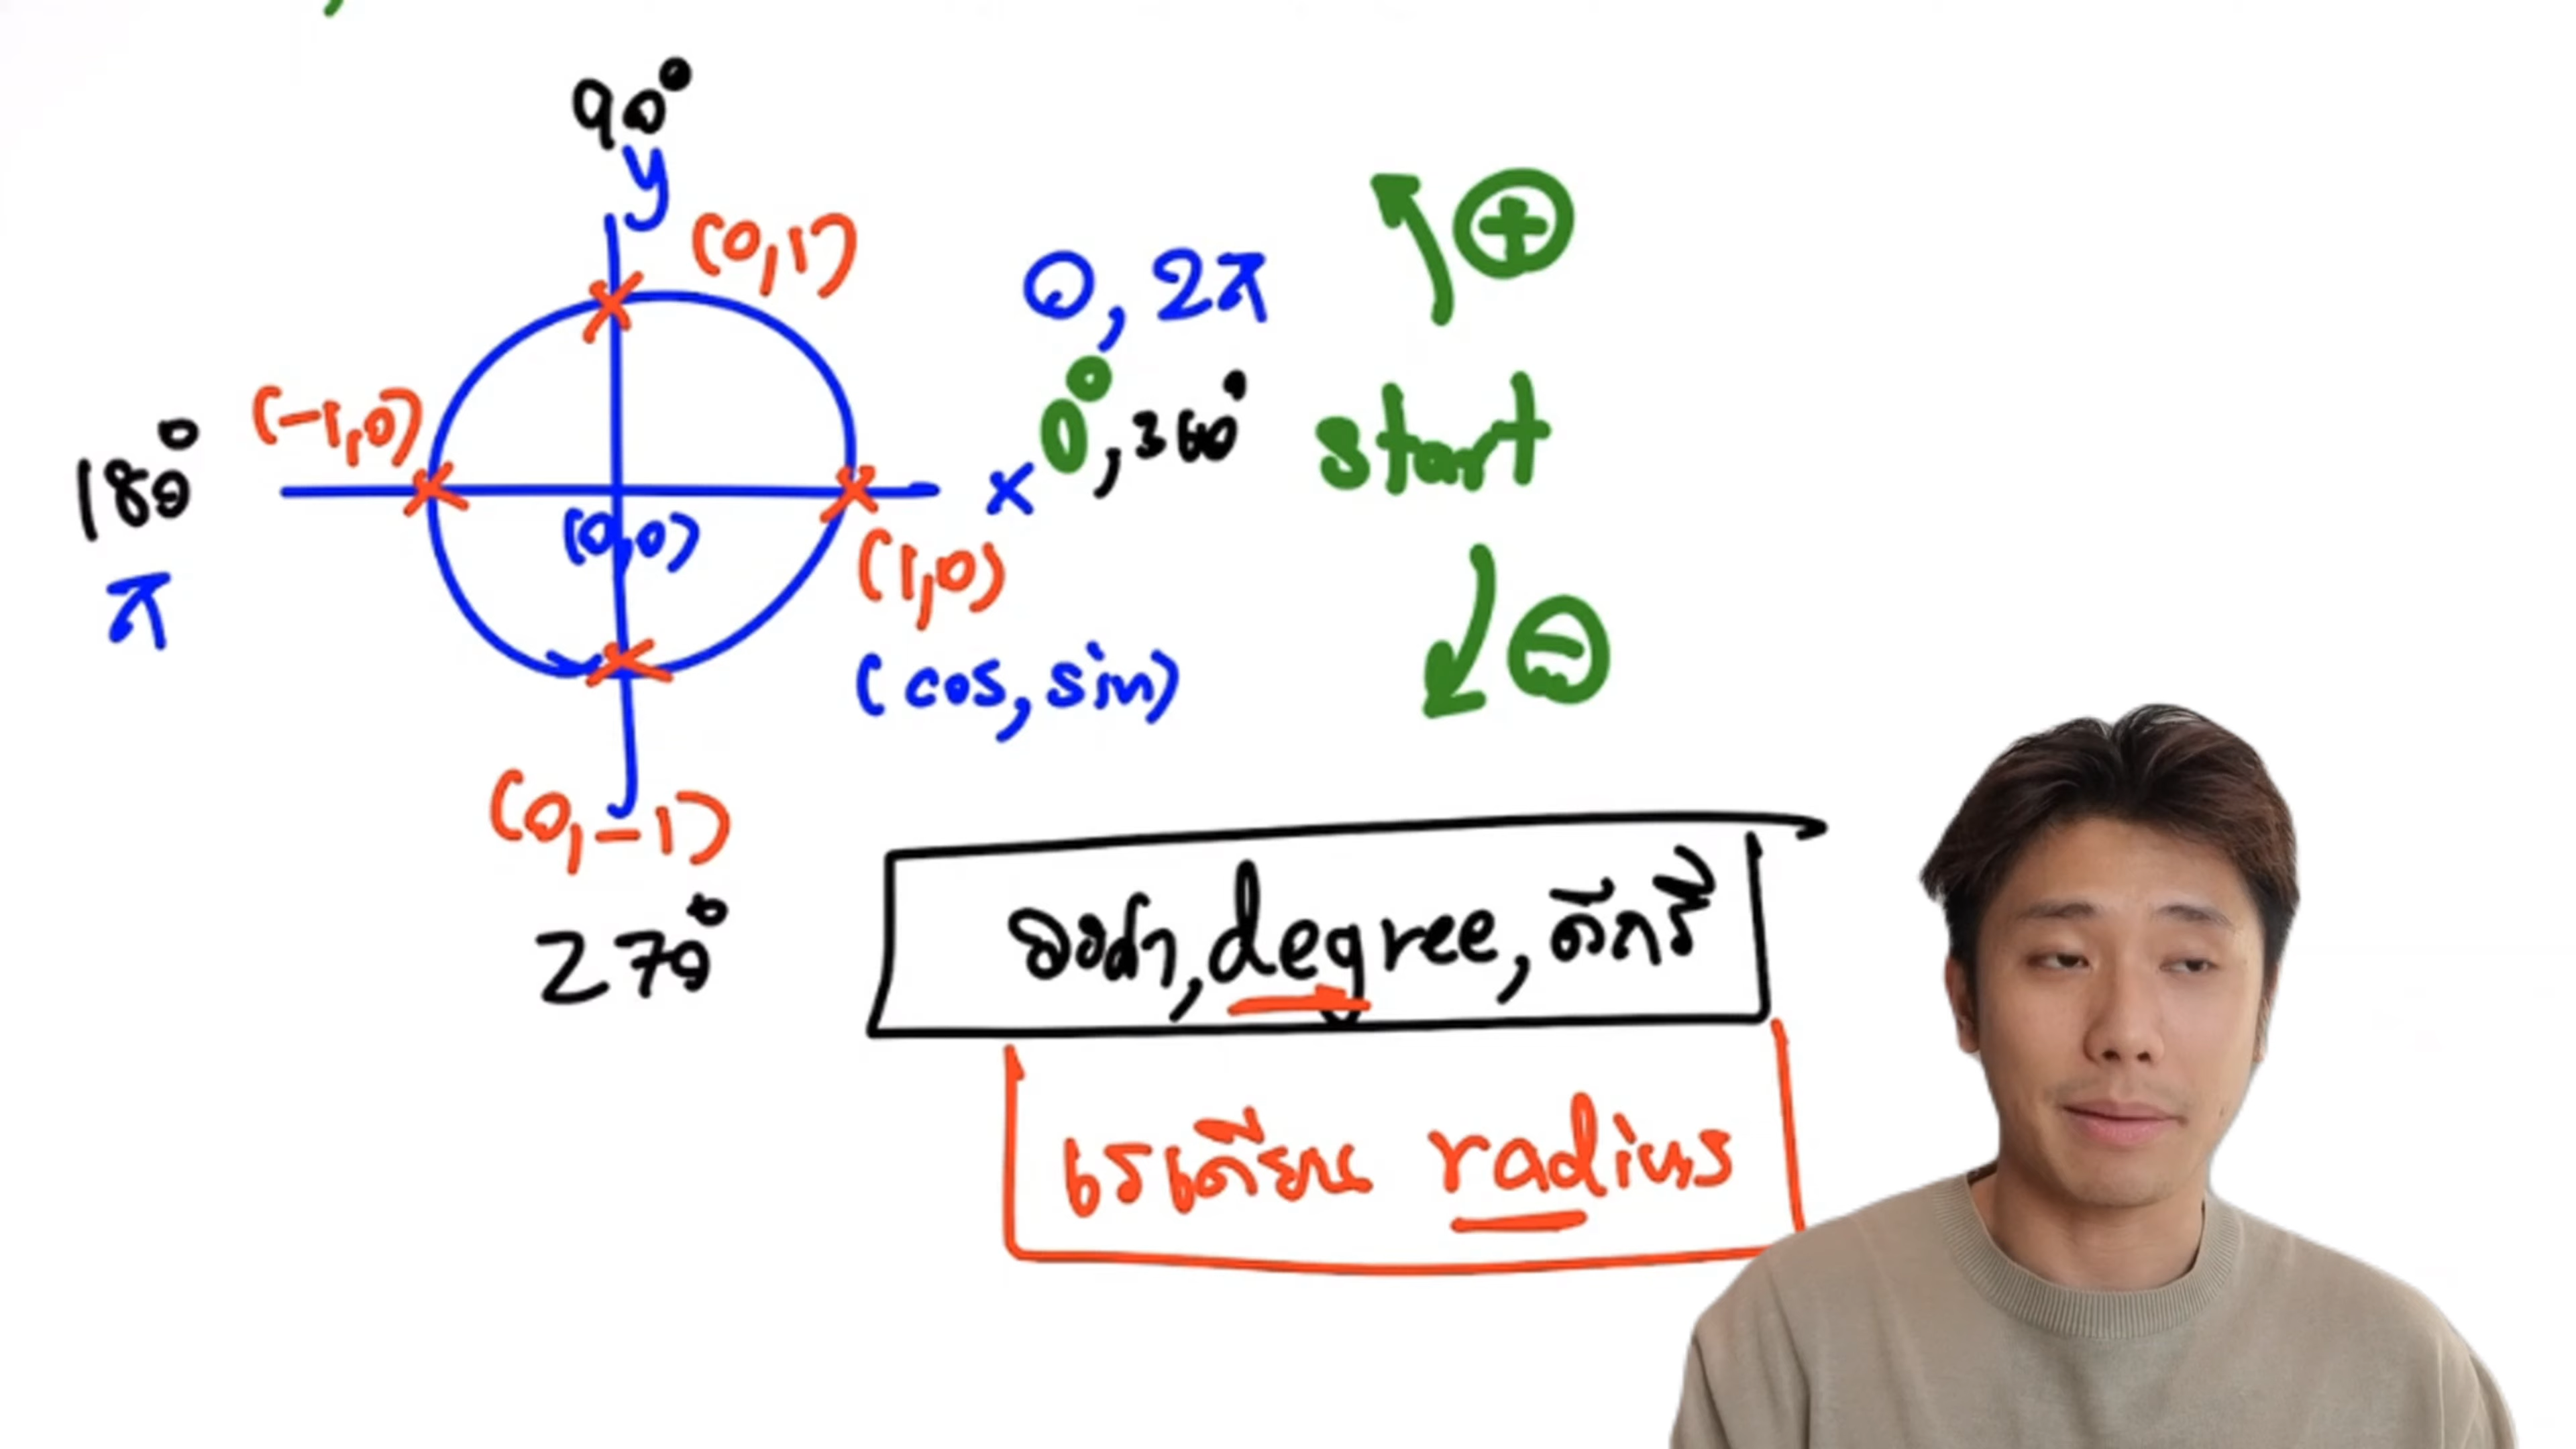 90°
y
(0,1)
0, 2π
+
(-1,0)
0°, 360°
start
180°
x
(0,0)
π
(1,0)
(cos, sin)
-
(0,-1)
270°
องศา, degree, ดีกรี
เรเดียน radius